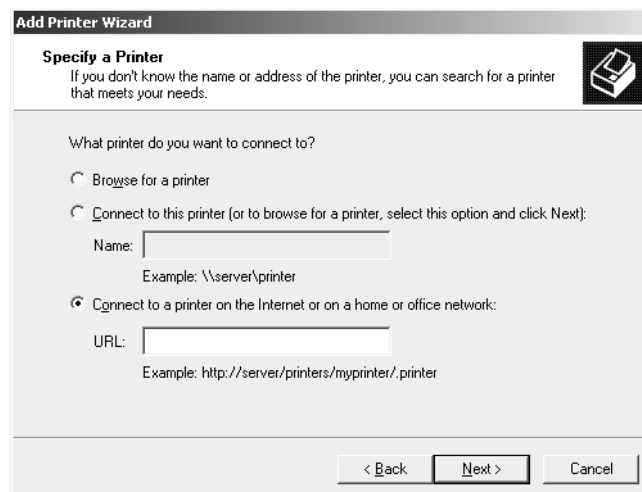 Add Printer Wizard
Specify a Printer
If you don't know the name or address of the printer, you can search for a printer
that meets your needs.
What printer do you want to connect to?
Browse for a printer
Connect to this printer (or to browse for a printer, select this option and click Next):
Name:
Example: \\server\printer
Connect to a printer on the Internet or on a home or office network:
URL:
Example: http://server/printers/myprinter/.printer
< Back Next > Cancel